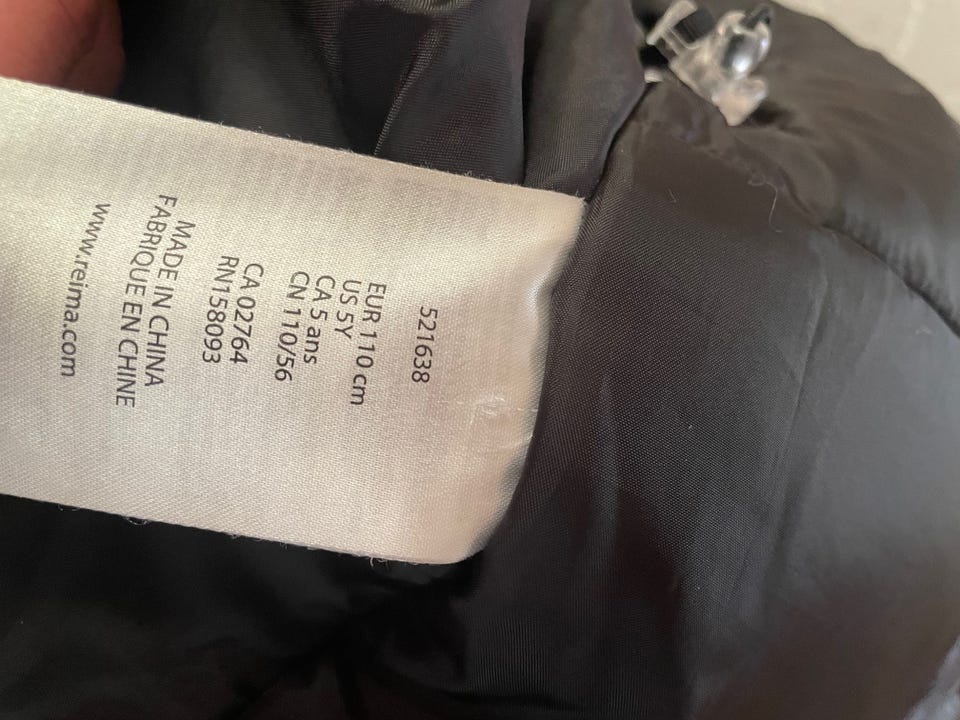 521638
EUR 110 cm
US 5Y
CA 5 ans
CN 110/56
CA 02764
RN158093
MADE IN CHINA
FABRIQUE EN CHINE
www.reima.com